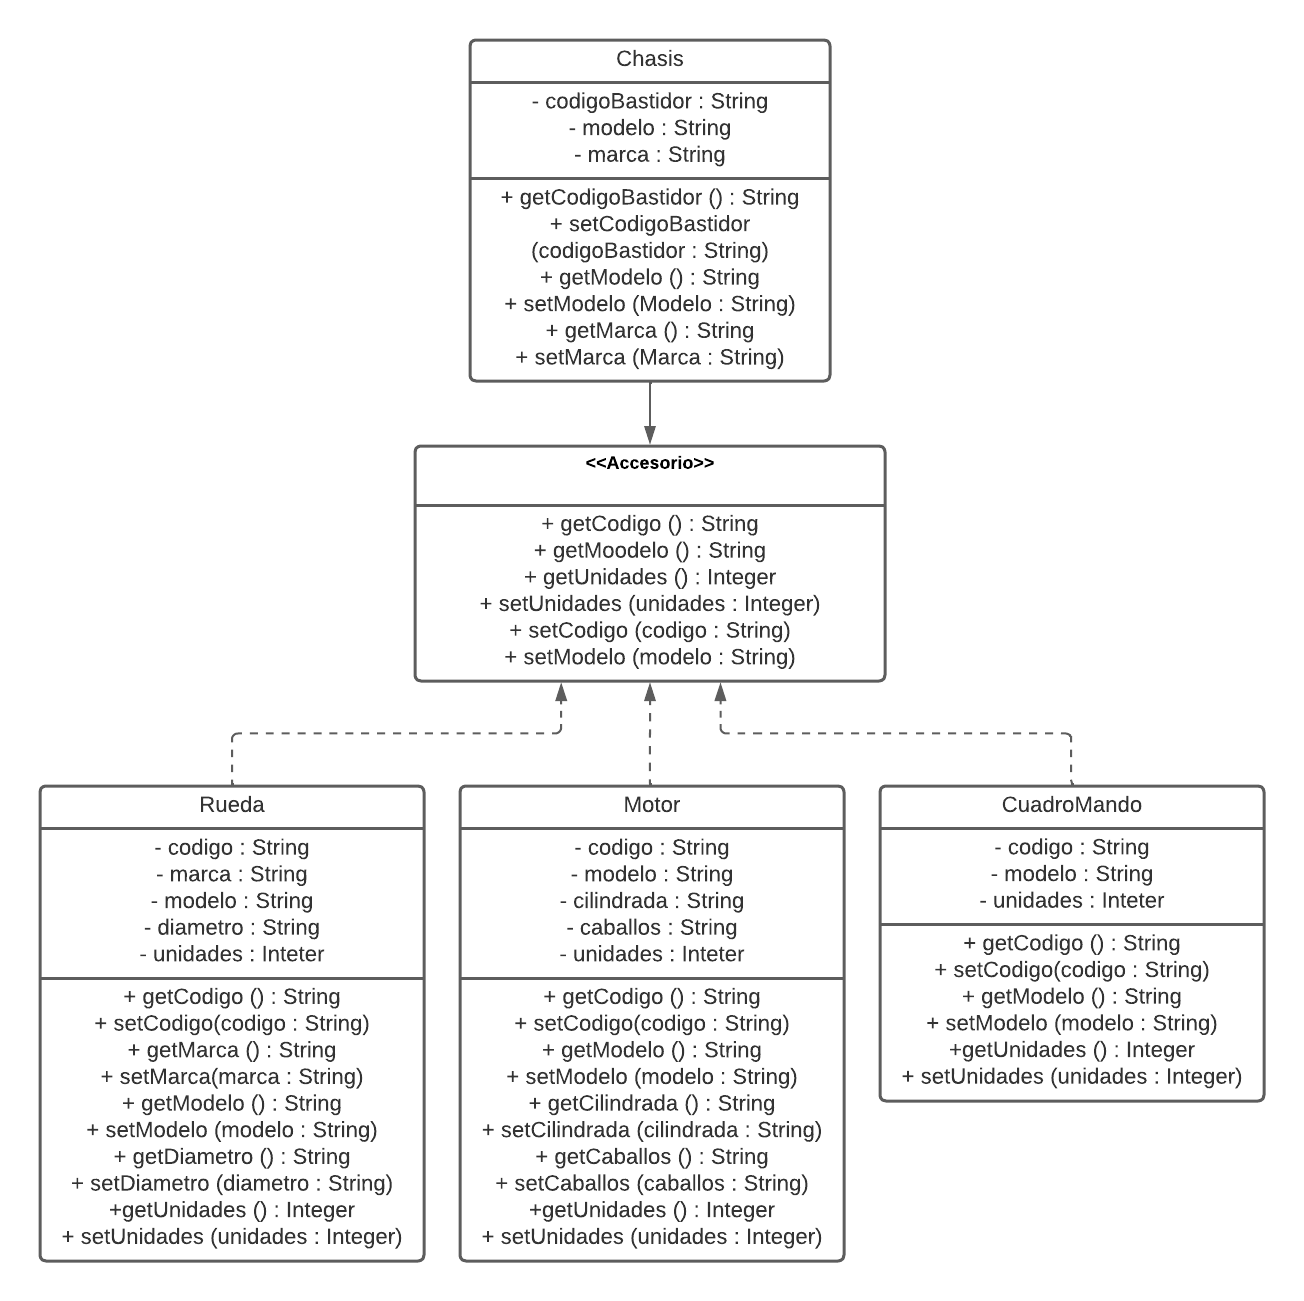 Chasis
- codigoBastidor : String
- modelo : String
- marca : String
+ getCodigoBastidor () : String
+ setCodigoBastidor
(codigoBastidor : String)
+ getModelo () : String
+ setModelo (Modelo : String)
+ getMarca () : String
+ setMarca (Marca : String)
<<Accesorio>>
+ getCodigo () : String
+ getMoodelo () : String
+ getUnidades () : Integer
+ setUnidades (unidades : Integer)
+ setCodigo (codigo : String)
+ setModelo (modelo : String)
Rueda
- codigo : String
- marca : String
- modelo : String
- diametro : String
- unidades : Inteter
+ getCodigo () : String
+ setCodigo(codigo : String)
+ getMarca () : String
+ setMarca(marca : String)
+ getModelo () : String
+ setModelo (modelo : String)
+ getDiametro () : String
+ setDiametro (diametro : String)
+getUnidades () : Integer
+ setUnidades (unidades : Integer)
Motor
- codigo : String
- modelo : String
- cilindrada : String
- caballos : String
- unidades : Inteter
+ getCodigo () : String
+ setCodigo(codigo : String)
+ getModelo () : String
+ setModelo (modelo : String)
+ getCilindrada () : String
+ setCilindrada (cilindrada : String)
+ getCaballos () : String
+ setCaballos (caballos : String)
+getUnidades () : Integer
+ setUnidades (unidades : Integer)
CuadroMando
- codigo : String
- modelo : String
- unidades : Inteter
+ getCodigo () : String
+ setCodigo(codigo : String)
+ getModelo () : String
+ setModelo (modelo : String)
+getUnidades () : Integer
+ setUnidades (unidades : Integer)